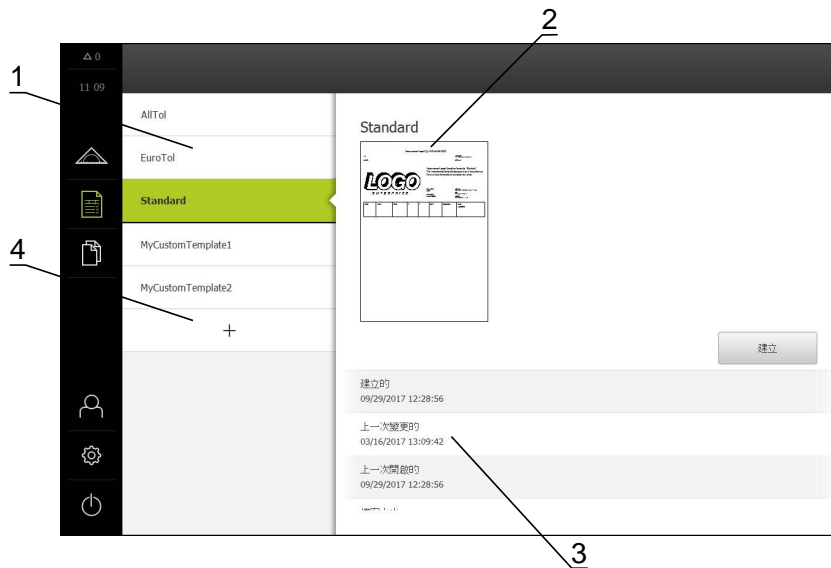 2
0
1
11 09
AllTol
Standard
EuroTol
LOGO
ENTERPRISE
Standard
4
MyCustomTemplate1
MyCustomTemplate2
+
建立
建立的
09/29/2017 12:28:56
上一次變更的
03/16/2017 13:09:42
上一次開啟的
09/29/2017 12:28:56
3